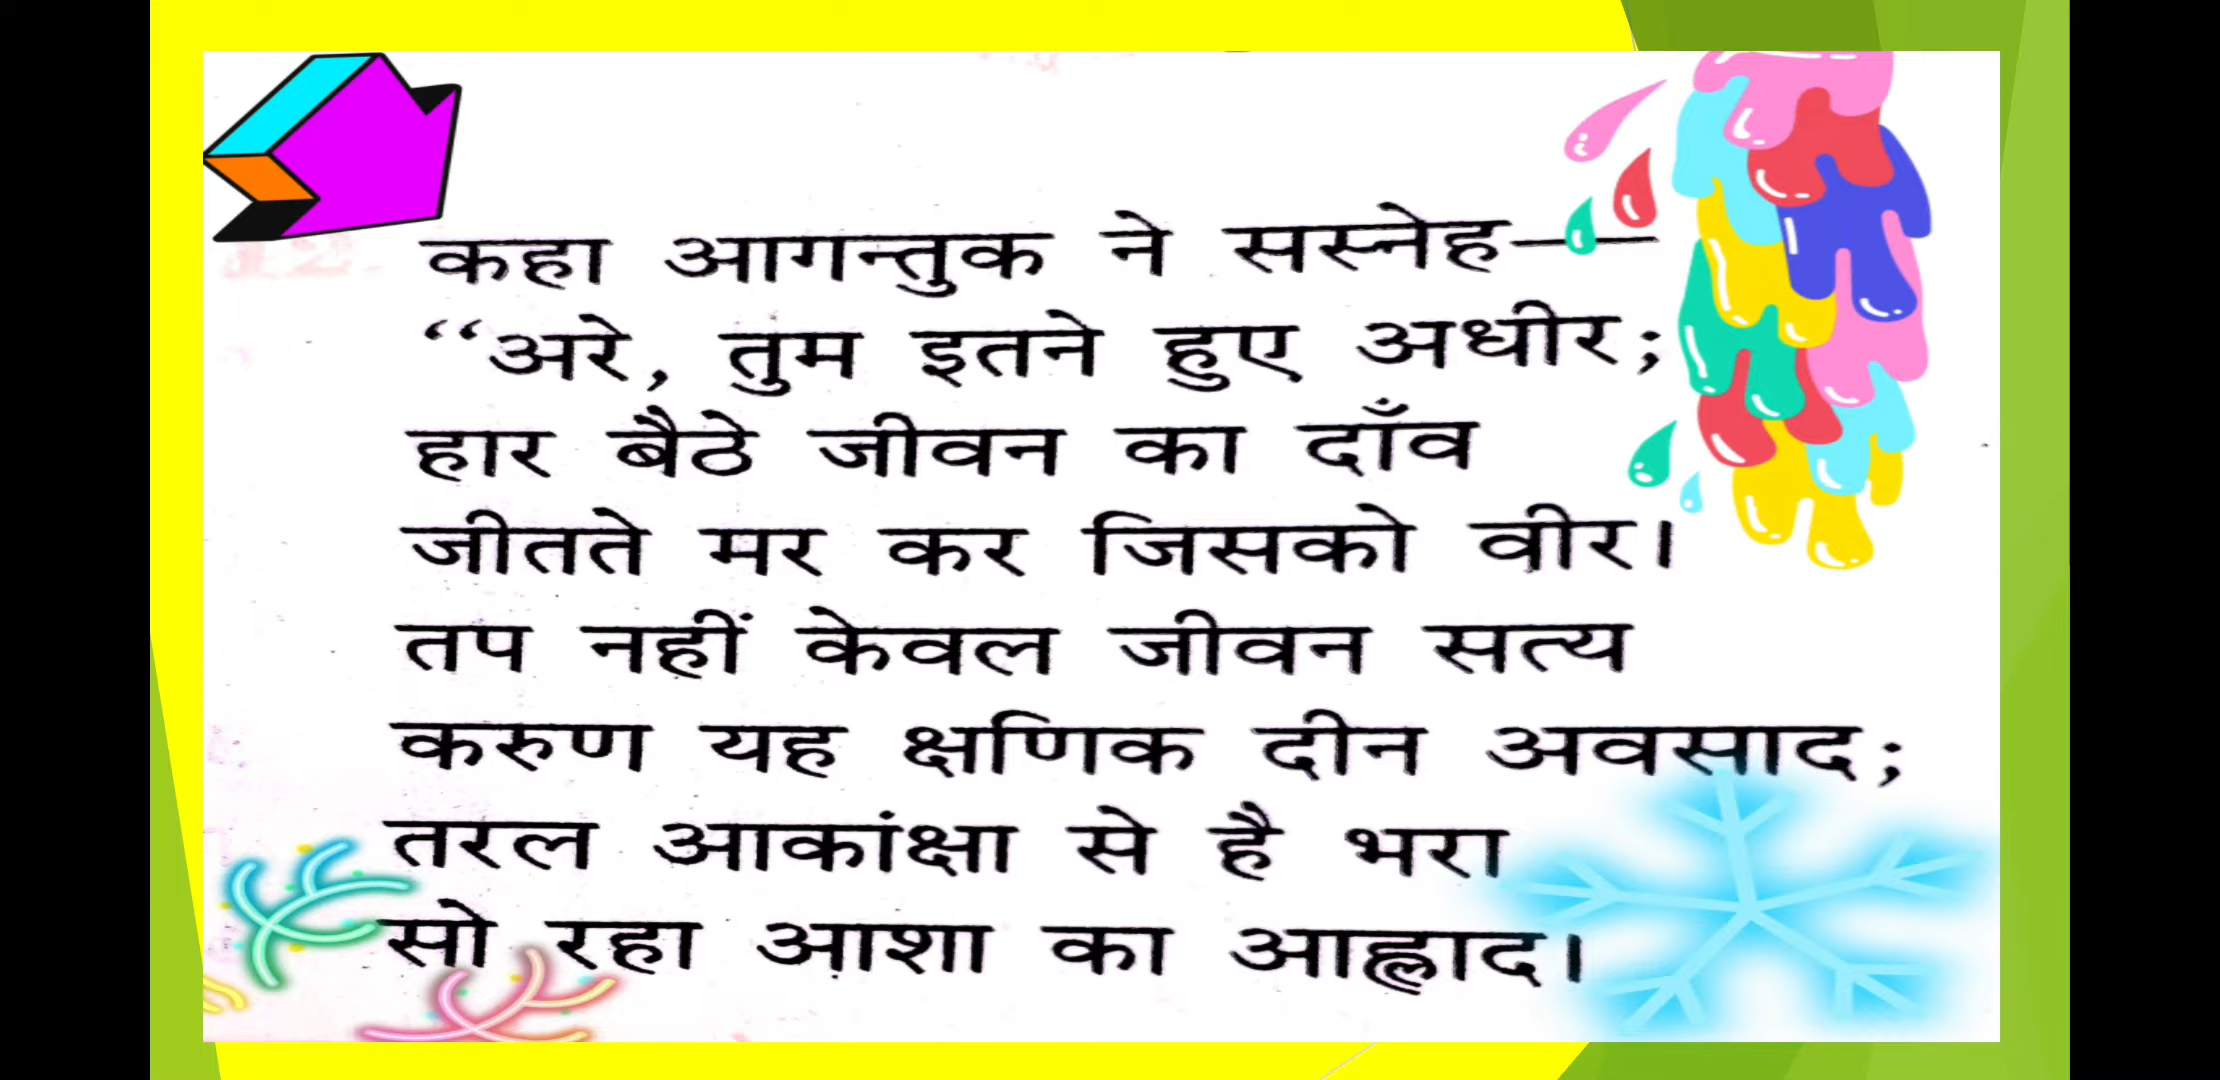 कहा आगन्तुक ने सस्नेह—
“अरे, तुम इतने हुए अधीर;
हार बैठे जीवन का दाँव
जीतते मर कर जिसको वीर।
तप नहीं केवल जीवन सत्य
करुण यह क्षणिक दीन अवसाद;
तरल आकांक्षा से है भरा
सो रहा आशा का आह्लाद।